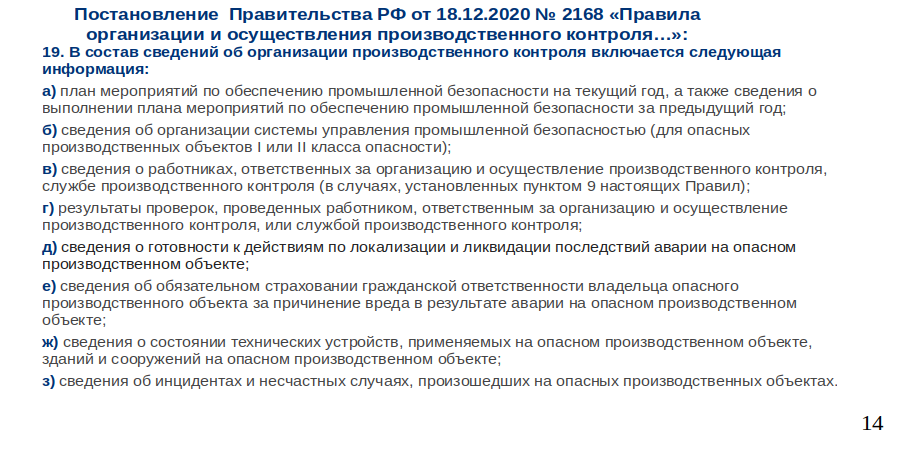 Постановление  Правительства РФ от 18.12.2020 № 2168 «Правила
организации и осуществления производственного контроля…»:
19. В состав сведений об организации производственного контроля включается следующая
информация:
а) план мероприятий по обеспечению промышленной безопасности на текущий год, а также сведения о
выполнении плана мероприятий по обеспечению промышленной безопасности за предыдущий год;
б) сведения об организации системы управления промышленной безопасностью (для опасных
производственных объектов I или II класса опасности);
в) сведения о работниках, ответственных за организацию и осуществление производственного контроля,
службе производственного контроля (в случаях, установленных пунктом 9 настоящих Правил);
г) результаты проверок, проведенных работником, ответственным за организацию и осуществление
производственного контроля, или службой производственного контроля;
д) сведения о готовности к действиям по локализации и ликвидации последствий аварии на опасном
производственном объекте;
е) сведения об обязательном страховании гражданской ответственности владельца опасного
производственного объекта за причинение вреда в результате аварии на опасном производственном
объекте;
ж) сведения о состоянии технических устройств, применяемых на опасном производственном объекте,
зданий и сооружений на опасном производственном объекте;
з) сведения об инцидентах и несчастных случаях, произошедших на опасных производственных объектах.
14